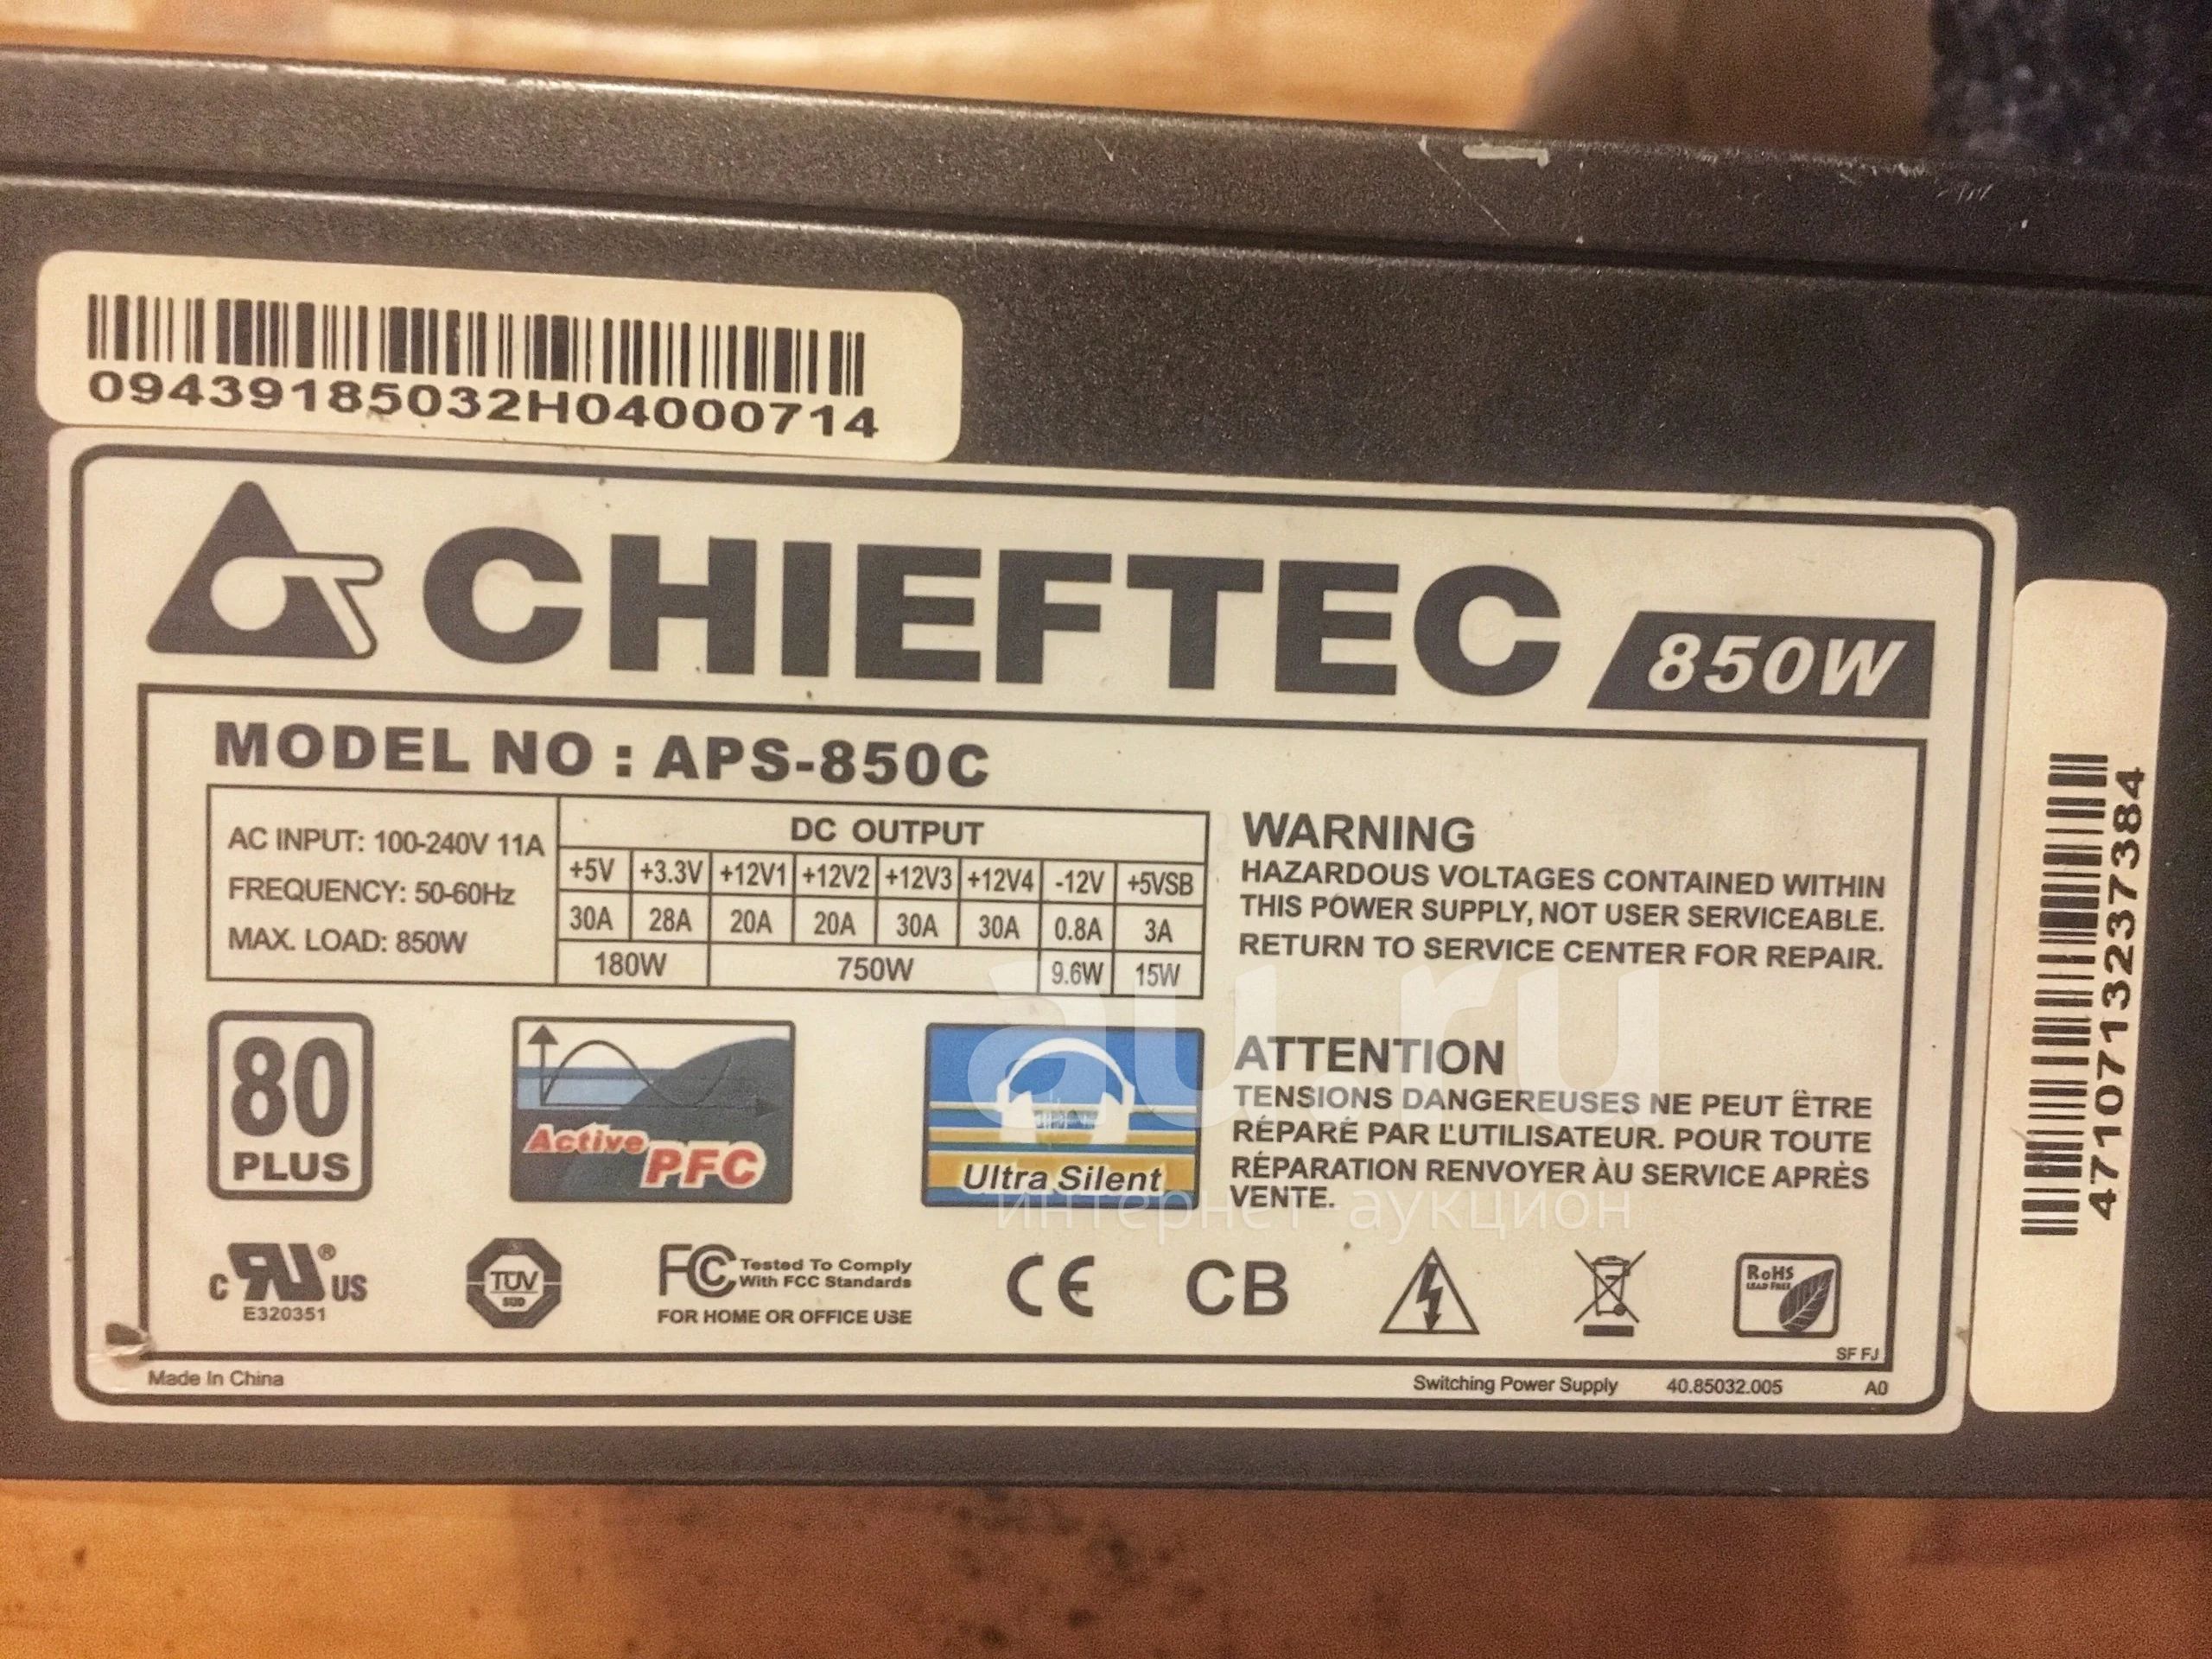 09439185032H04000714
CHIEFTEC 850W
MODEL NO : APS-850C
AC INPUT: 100-240V 11A
FREQUENCY: 50-60Hz
MAX. LOAD: 850W
DC OUTPUT
+5V +3.3V +12V1 +12V2 +12V3 +12V4 -12V +5VSB
30A 28A 20A 20A 30A 30A 0.8A 3A
180W 750W 9.6W 15W
WARNING
HAZARDOUS VOLTAGES CONTAINED WITHIN
THIS POWER SUPPLY, NOT USER SERVICEABLE.
RETURN TO SERVICE CENTER FOR REPAIR.
80
PLUS
Active PFC
Ultra Silent
ATTENTION
TENSIONS DANGEREUSES NE PEUT ËTRE
RÉPARÉ PAR L'UTILISATEUR. POUR TOUTE
RÉPARATION RENVOYER ÀU SERVICE APRÈS
VENTE.
au.ru
интернет аукцион
c RU ® US
E320351
TÜV
SÜD
FC Tested To Comply
With FCC Standards
FOR HOME OR OFFICE USE
CE
CB
RoHS
LEAD FREE
SF FJ
Made In China
Switching Power Supply 40.85032.005 A0
4710713237384